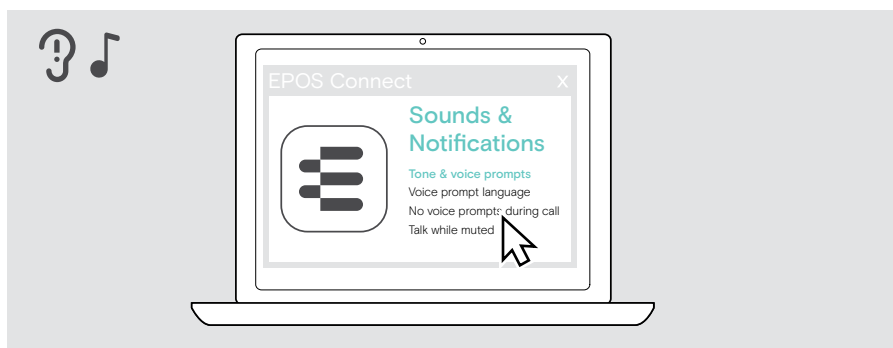 EPOS Connect X
Sounds &
Notifications
Tone & voice prompts
Voice prompt language
No voice prompts during call
Talk while muted